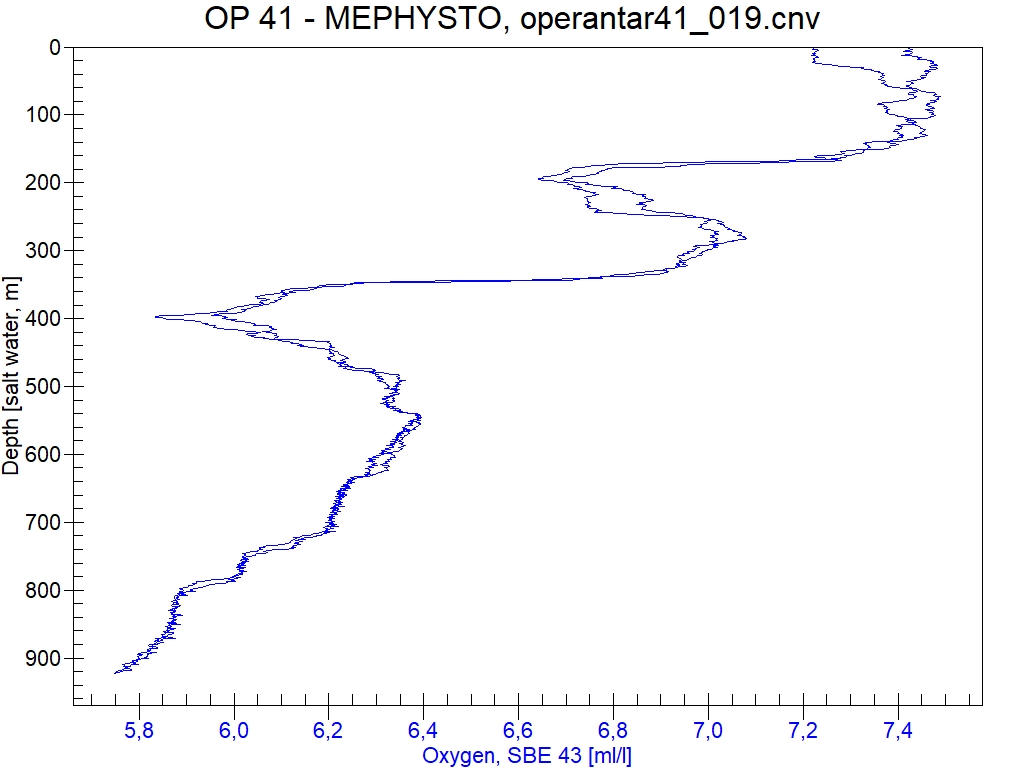 OP 41 - MEPHYSTO, operantar41_019.cnv
0
100
200
300
400
500
600
700
800
900
Depth [salt water, m]
5,8 6,0 6,2 6,4 6,6 6,8 7,0 7,2 7,4
Oxygen, SBE 43 [ml/l]